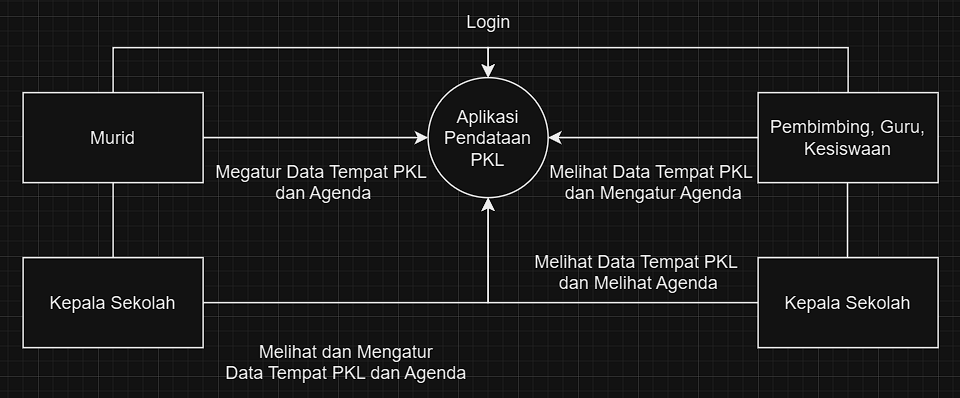 Login
Aplikasi
Pendataan
PKL
Murid
Pembimbing, Guru,
Kesiswaan
Megatur Data Tempat PKL
dan Agenda
Melihat Data Tempat PKL
dan Mengatur Agenda
Melihat Data Tempat PKL
dan Melihat Agenda
Kepala Sekolah
Kepala Sekolah
Melihat dan Mengatur
Data Tempat PKL dan Agenda